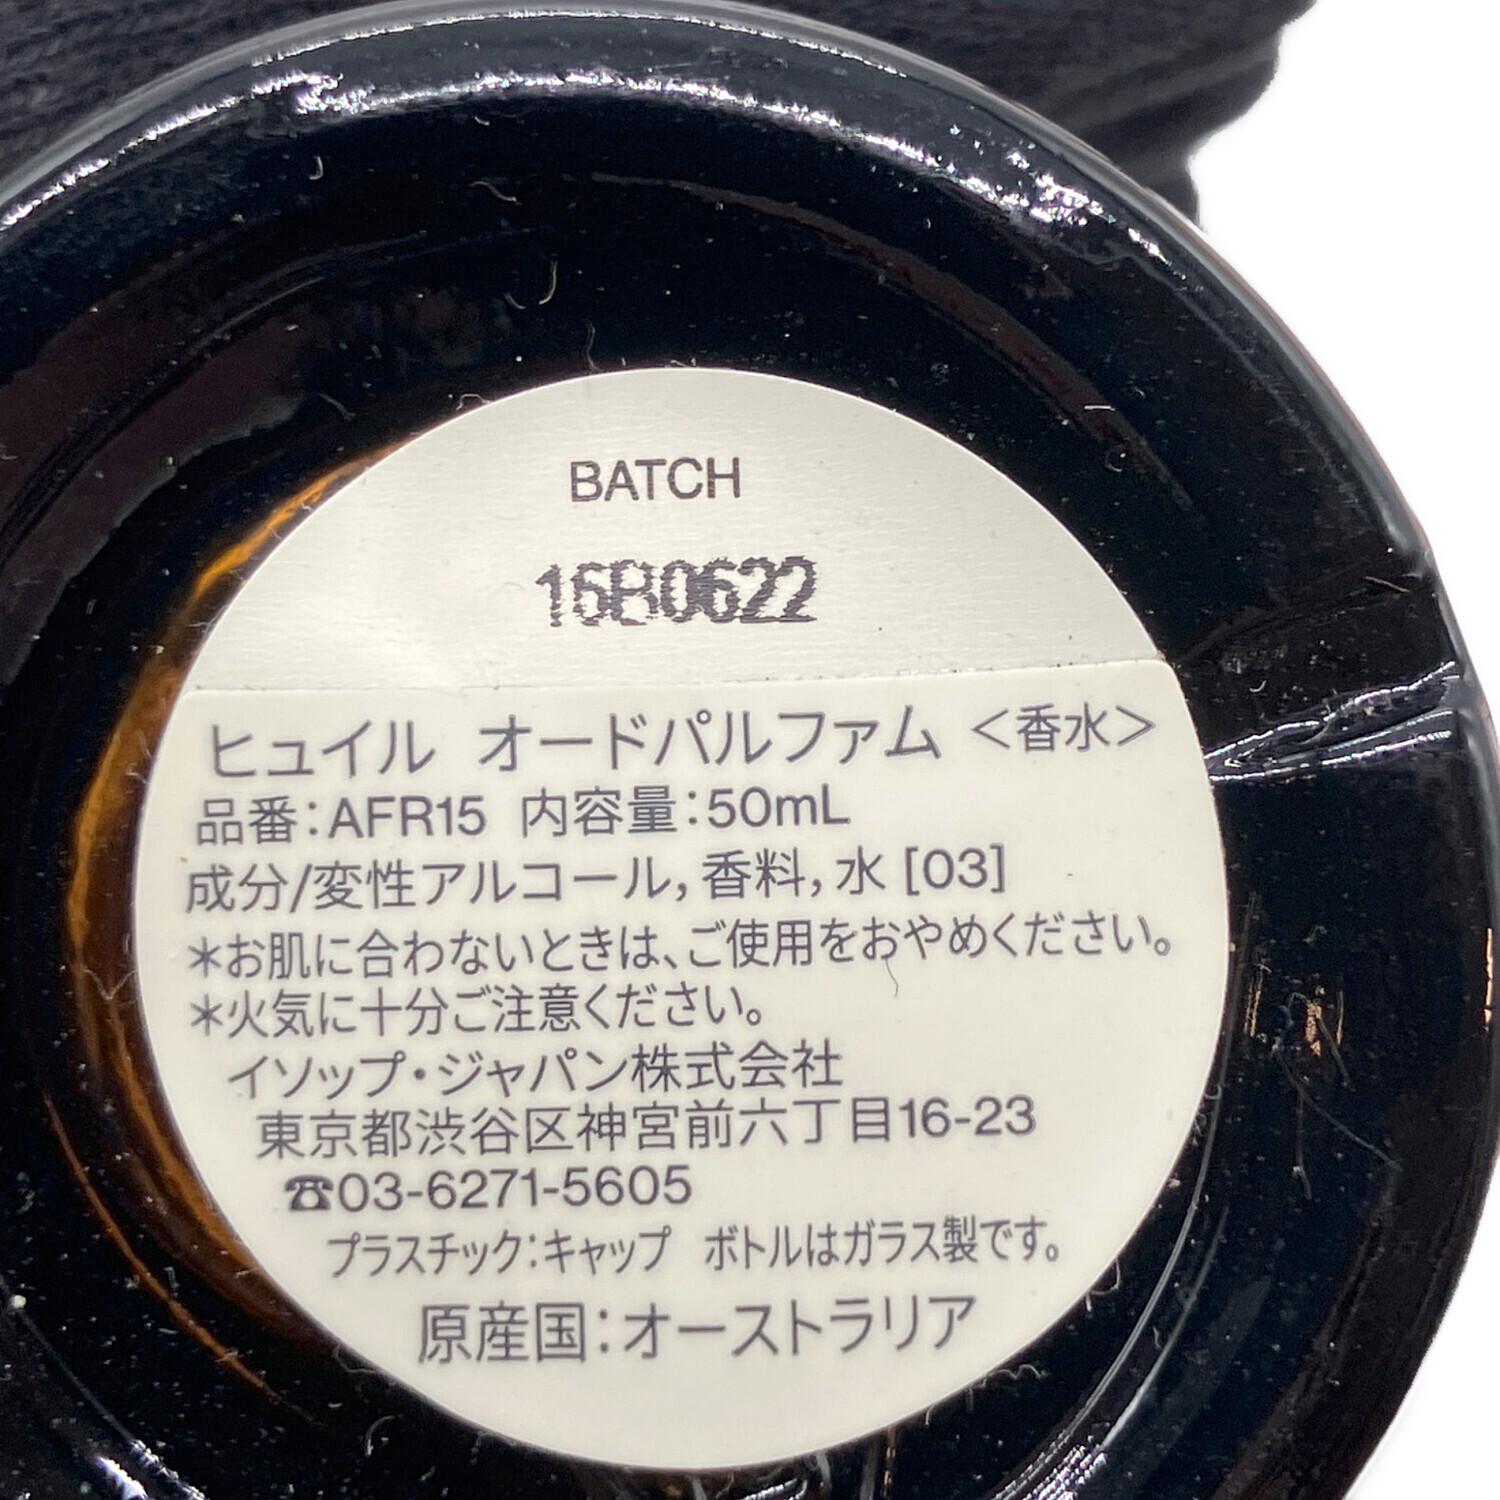 BATCH
16B0622
ヒュイル オードパルファム <香水>
品番:AFR15 内容量:50mL
成分/変性アルコール,香料,水 [03]
*お肌に合わないときは、ご使用をおやめください。
*火気に十分ご注意ください。
イソップ・ジャパン株式会社
東京都渋谷区神宮前六丁目16-23
☎03-6271-5605
プラスチック:キャップ ボトルはガラス製です。
原産国:オーストラリア